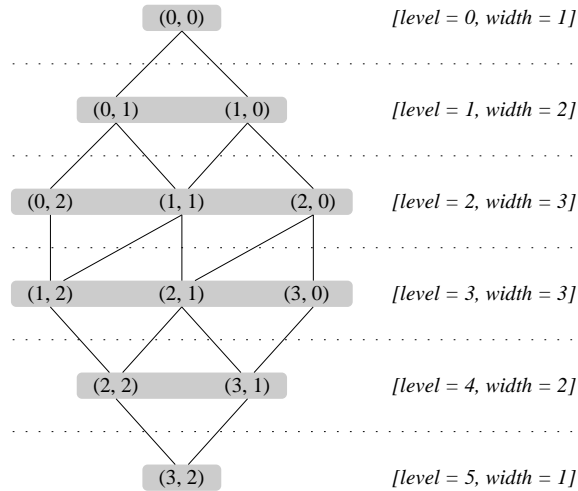 (0, 0) [level = 0, width = 1]
(0, 1) (1, 0) [level = 1, width = 2]
(0, 2) (1, 1) (2, 0) [level = 2, width = 3]
(1, 2) (2, 1) (3, 0) [level = 3, width = 3]
(2, 2) (3, 1) [level = 4, width = 2]
(3, 2) [level = 5, width = 1]